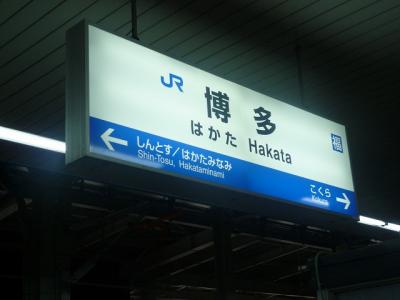 JR
博多
はかた Hakata
福
← しんとす/はかたみなみ
Shin-Tosu, Hakataminami
こくら →
Kokura